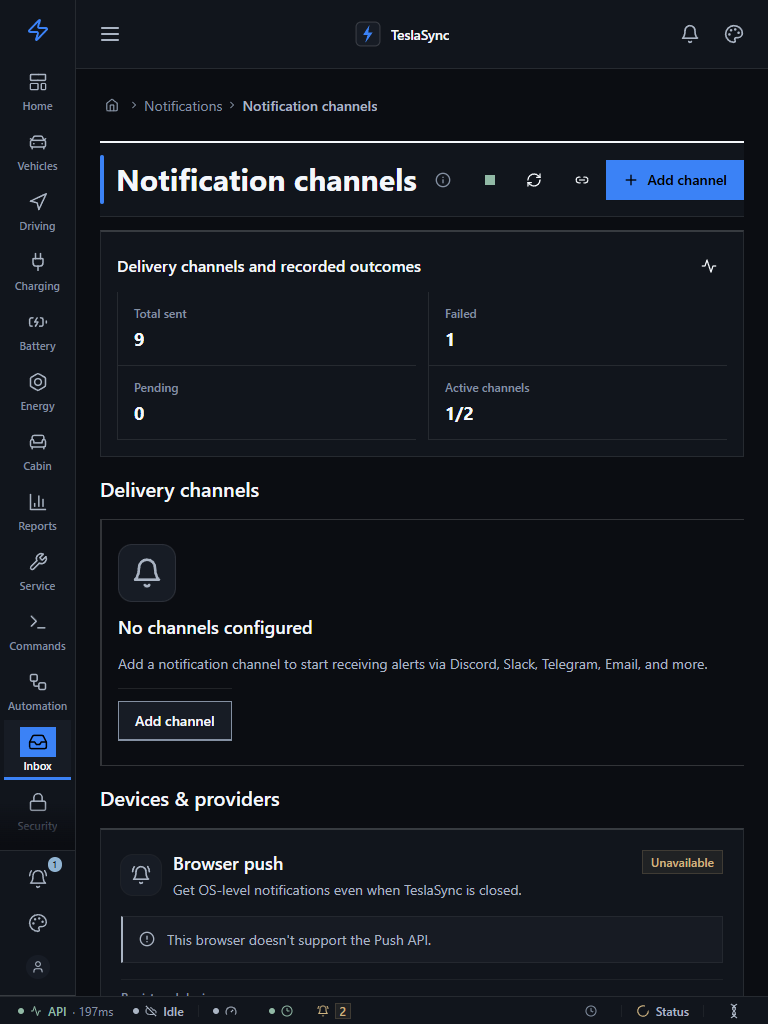 TeslaSync
Home
Vehicles
Driving
Charging
Battery
Energy
Cabin
Reports
Service
Commands
Automation
Inbox
Security
1
Notifications
Notification channels
Notification channels
Add channel
Delivery channels and recorded outcomes
Total sent
9
Failed
1
Pending
0
Active channels
1/2
Delivery channels
No channels configured
Add a notification channel to start receiving alerts via Discord, Slack, Telegram, Email, and more.
Add channel
Devices & providers
Browser push
Unavailable
Get OS-level notifications even when TeslaSync is closed.
This browser doesn't support the Push API.
API · 197ms
Idle
2
Status